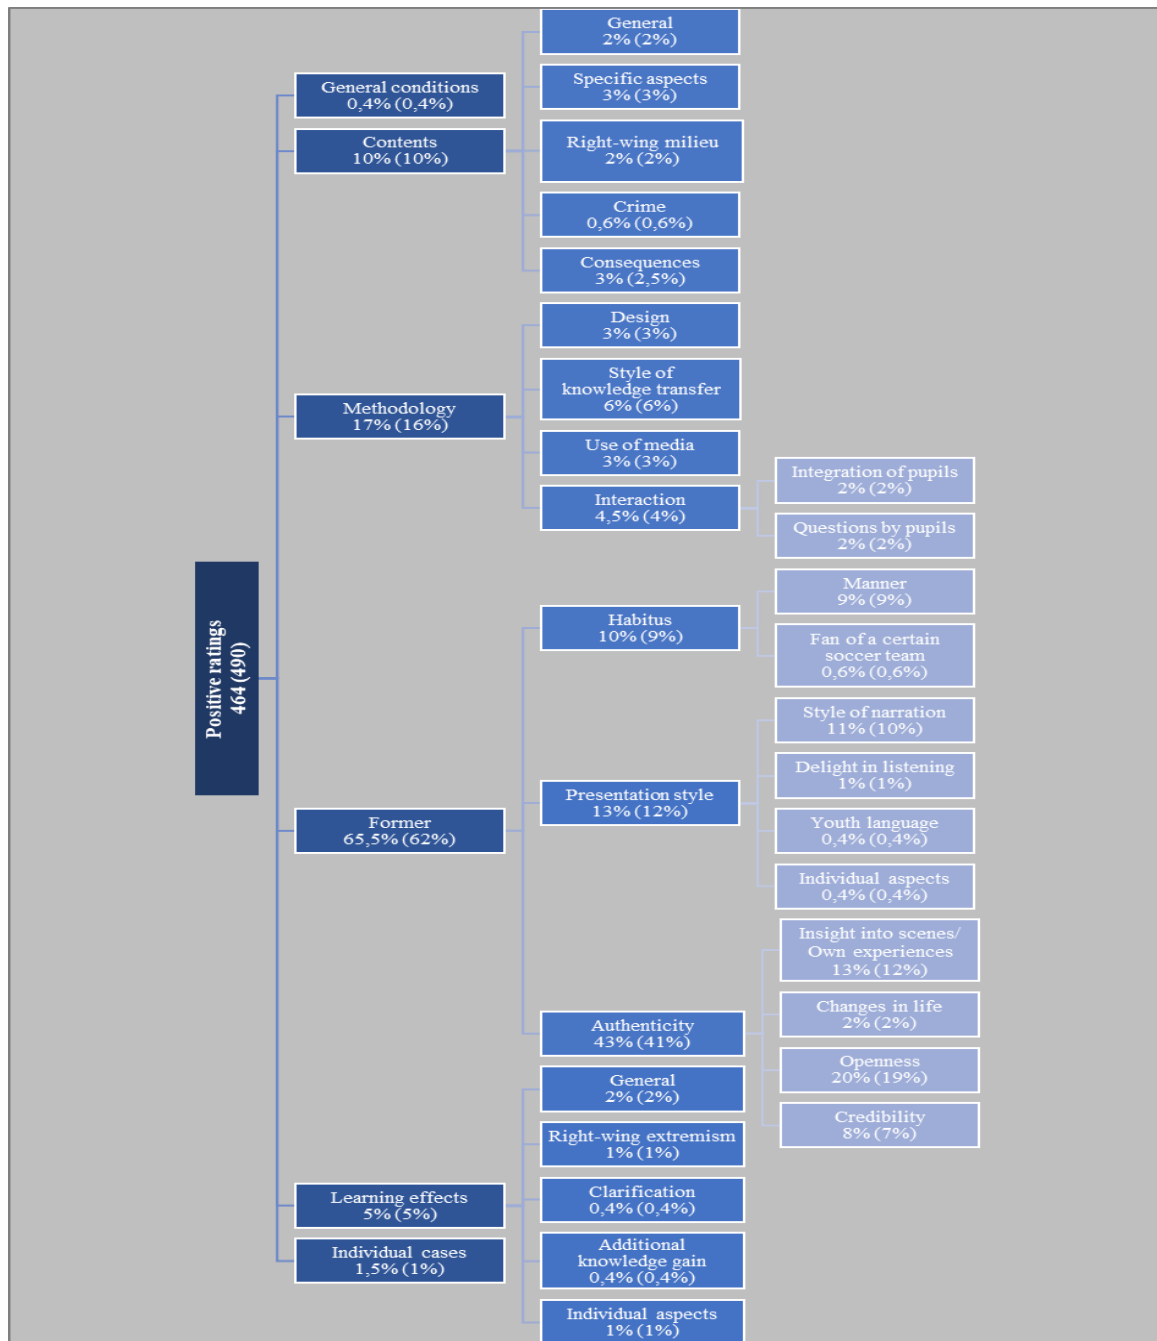 Positive ratings
464 (490)
General conditions
0,4% (0,4%)
Contents
10% (10%)
General
2% (2%)
Specific aspects
3% (3%)
Right-wing milieu
2% (2%)
Crime
0,6% (0,6%)
Consequences
3% (2,5%)
Methodology
17% (16%)
Design
3% (3%)
Style of
knowledge transfer
6% (6%)
Use of media
3% (3%)
Interaction
4,5% (4%)
Integration of pupils
2% (2%)
Questions by pupils
2% (2%)
Former
65,5% (62%)
Habitus
10% (9%)
Manner
9% (9%)
Fan of a certain
soccer team
0,6% (0,6%)
Presentation style
13% (12%)
Style of narration
11% (10%)
Delight in listening
1% (1%)
Youth language
0,4% (0,4%)
Individual aspects
0,4% (0,4%)
Authenticity
43% (41%)
Insight into scenes/
Own experiences
13% (12%)
Changes in life
2% (2%)
Openness
20% (19%)
Credibility
8% (7%)
Learning effects
5% (5%)
General
2% (2%)
Right-wing extremism
1% (1%)
Clarification
0,4% (0,4%)
Additional
knowledge gain
0,4% (0,4%)
Individual aspects
1% (1%)
Individual cases
1,5% (1%)